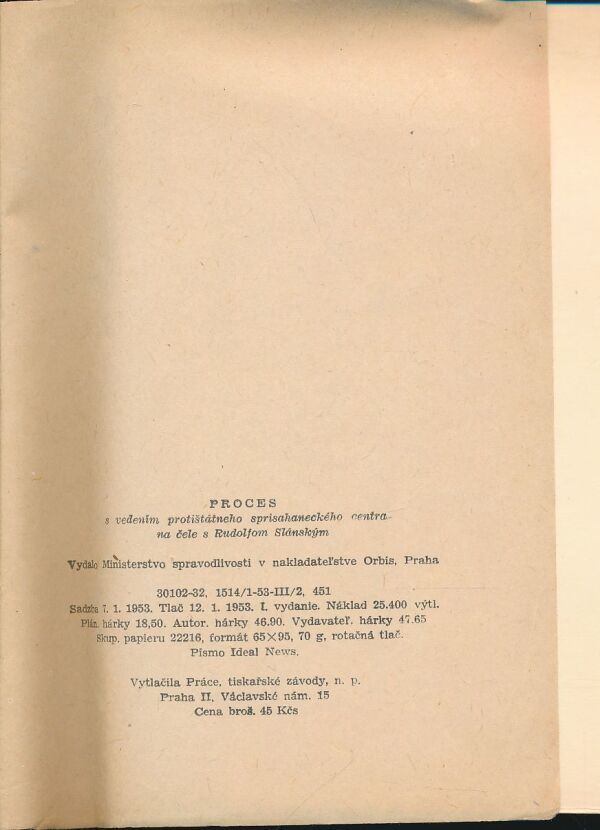 PROCES
s vedením protištátneho sprisahaneckého centra
na čele s Rudolfom Slánským
Vydalo Ministerstvo spravodlivosti v nakladateľstve Orbis, Praha
30102-32, 1514/1-53-III/2, 451
Sadzba 7. 1. 1953. Tlač 12. 1. 1953. I. vydanie. Náklad 25.400 výtl.
Plán. hárky 18,50. Autor. hárky 46.90. Vydavateľ. hárky 47.65
Skup. papieru 22216, formát 65×95, 70 g, rotačná tlač.
Písmo Ideal News.
Vytlačila Práce, tiskařské závody, n. p.
Praha II, Václavské nám. 15
Cena brož. 45 Kčs